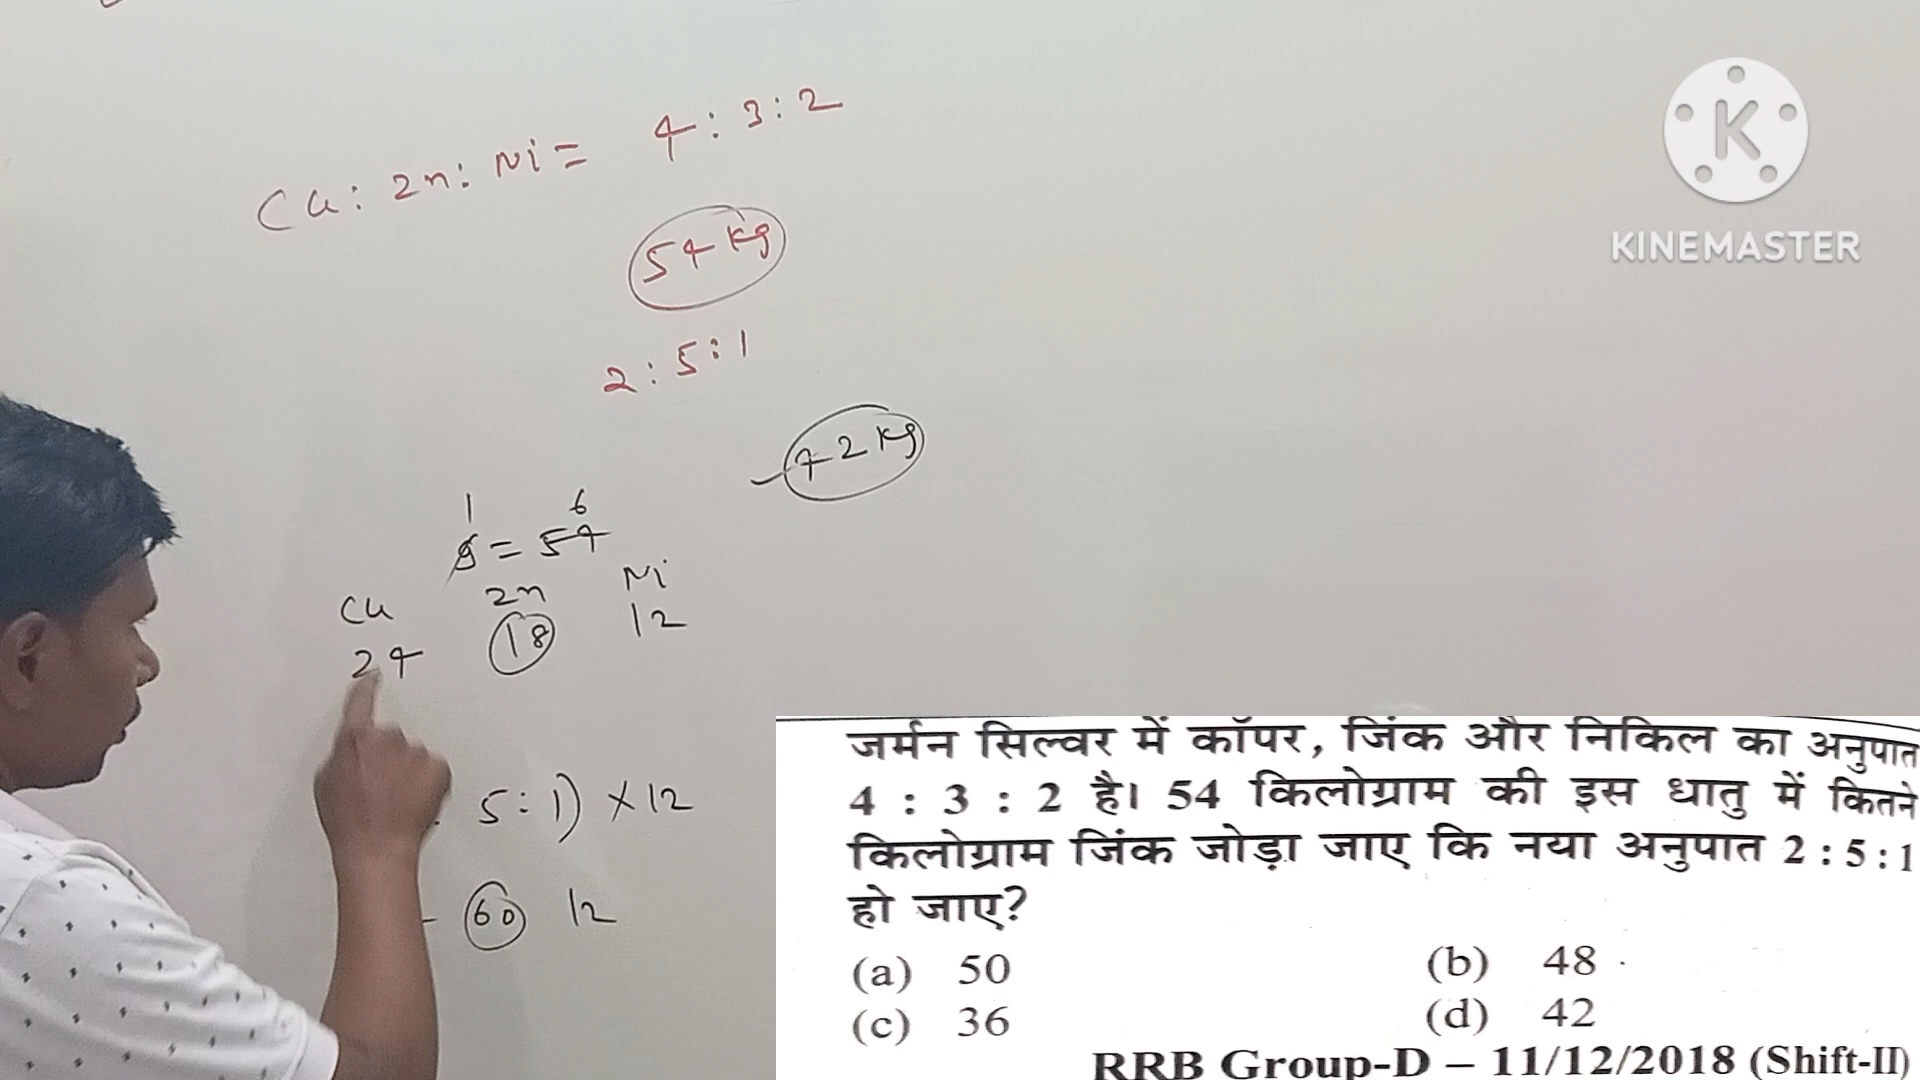 Cu: Zn: Ni = 4:3:2
54 kg
2:5:1
42 kg
1 6
9 = 54
Cu Zn Ni
24 18 12
5:1) ×12
60 12
KINEMASTER
जर्मन सिल्वर में कॉपर, जिंक और निकिल का अनुपात
4 : 3 : 2 है। 54 किलोग्राम की इस धातु में कितने
किलोग्राम जिंक जोड़ा जाए कि नया अनुपात 2 : 5 : 1
हो जाए?
(a) 50 (b) 48
(c) 36 (d) 42
RRB Group-D – 11/12/2018 (Shift-II)